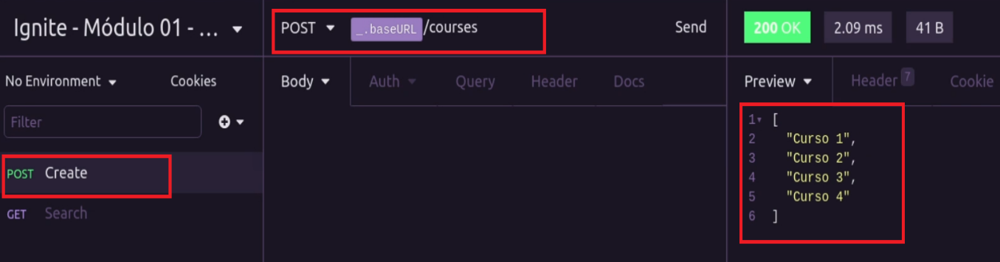 Ignite - Módulo 01 - ...
POST
_.baseURL /courses
Send
200 OK
2.09 ms
41 B
No Environment
Cookies
Body
Auth
Query
Header
Docs
Preview
Header 7
Cookie
Filter
POST Create
GET Search
1 [
2 "Curso 1",
3 "Curso 2",
4 "Curso 3",
5 "Curso 4"
6 ]